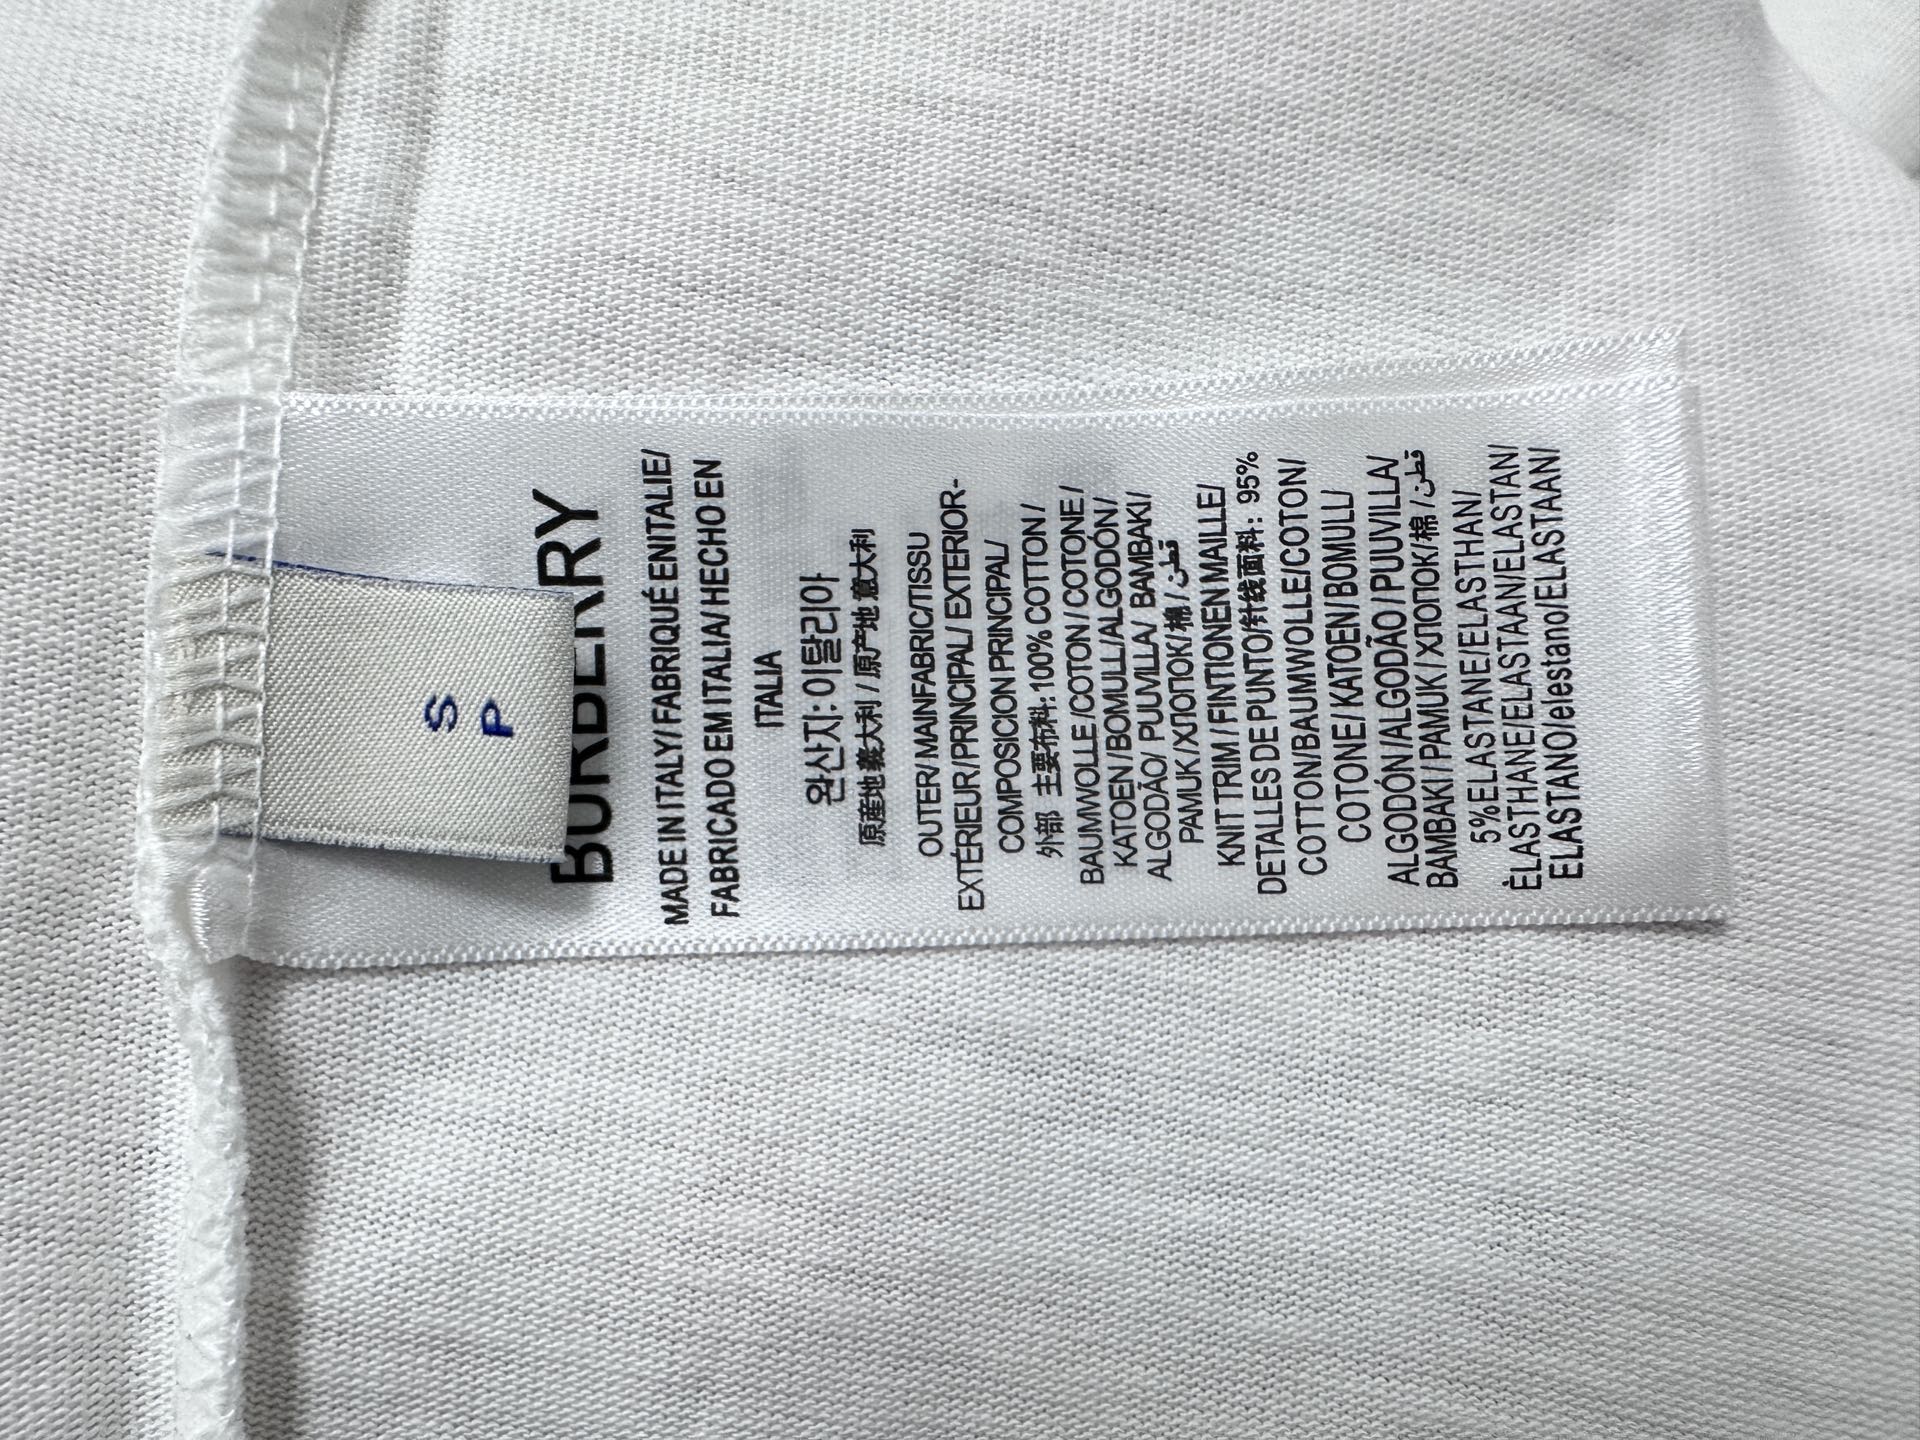 S
P
BURBERRY
MADE IN ITALY/FABRIQUÉ ENITALIE/
FABRICADO EM ITALIA/HECHO EN
ITALIA
완산지:이탈리아
原産地 義大利 / 原产地 意大利
OUTER/ MAINFABRIC/TISSU
EXTÉRIEUR/PRINCIPAL/ EXTERIOR-
COMPOSICION PRINCIPAL/
外部 主要布料:100% COTTON /
BAUMWOLLE /COTON / COTONE /
KATOEN / BOMULL /ALGODÓN /
ALGODÃO/ PUUVILLA/ BAMBAKI/
PAMUK / ХЛОПОК/棉 / قطن/
KNIT TRIM / FINTIONEN MAILLE/
DETALLES DE PUNTO/针线面料: 95%
COTTON/BAUMWOLLE/COTON/
COTONE/ KATOEN/BOMULL/
ALGODÓN/ALGODÃO / PUUVILLA/
BAMBAKI/ PAMUK / ХЛОПОК/棉 / قطن/
5%ELASTANE/ELASTHAN/
ÈLASTHANE/ELASTAAN/ELASTAN/
ELASTANO/elestano/ELASTAAN/